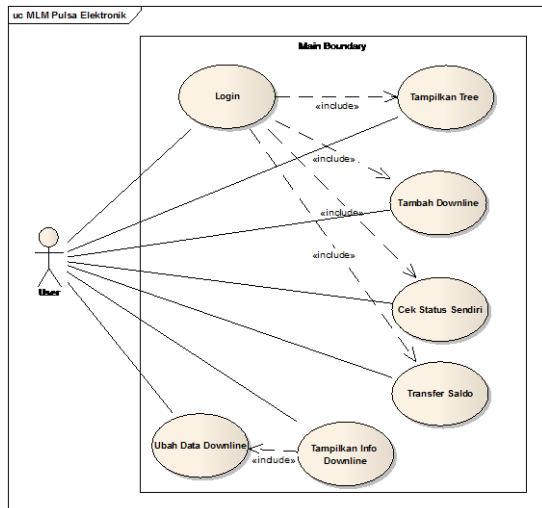 uc MLM Pulsa Elektronik
Main Boundary
Login
Tampilkan Tree
«include»
«include»
Tambah Downline
«include»
«include»
User
Cek Status Sendiri
Transfer Saldo
Ubah Data Downline
Tampilkan Info
Downline
«include»